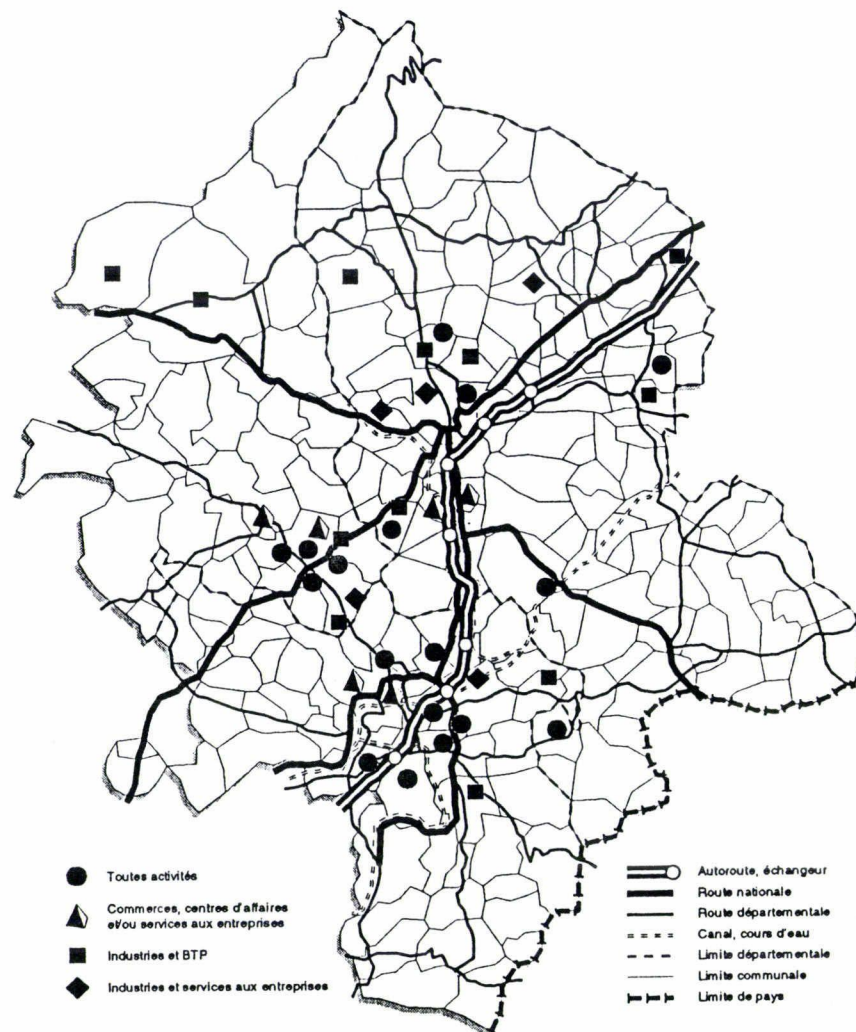 Toutes activités
Commerces, centres d'affaires
et/ou services aux entreprises
Industries et BTP
Industries et services aux entreprises
Autoroute, échangeur
Route nationale
Route départementale
Canal, cours d'eau
Limite départementale
Limite communale
Limite de pays